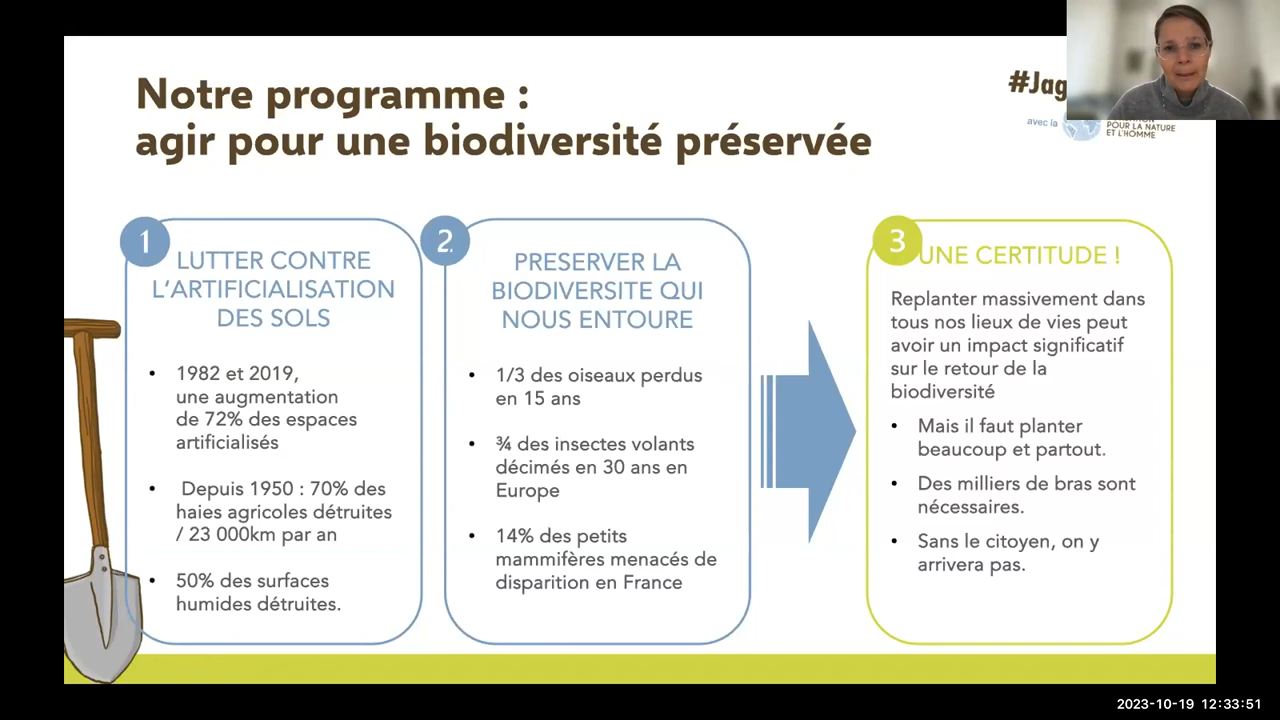 Notre programme :
agir pour une biodiversité préservée
#Jag
avec la
POUR LA NATURE
ET L'HOMME
1
LUTTER CONTRE
L'ARTIFICIALISATION
DES SOLS
• 1982 et 2019,
une augmentation
de 72% des espaces
artificialisés
• Depuis 1950 : 70% des
haies agricoles détruites
/ 23 000km par an
• 50% des surfaces
humides détruites.
2.
PRESERVER LA
BIODIVERSITE QUI
NOUS ENTOURE
• 1/3 des oiseaux perdus
en 15 ans
• ¾ des insectes volants
décimés en 30 ans en
Europe
• 14% des petits
mammifères menacés de
disparition en France
3
UNE CERTITUDE !
Replanter massivement dans
tous nos lieux de vies peut
avoir un impact significatif
sur le retour de la
biodiversité
• Mais il faut planter
beaucoup et partout.
• Des milliers de bras sont
nécessaires.
• Sans le citoyen, on y
arrivera pas.
2023-10-19 12:33:51